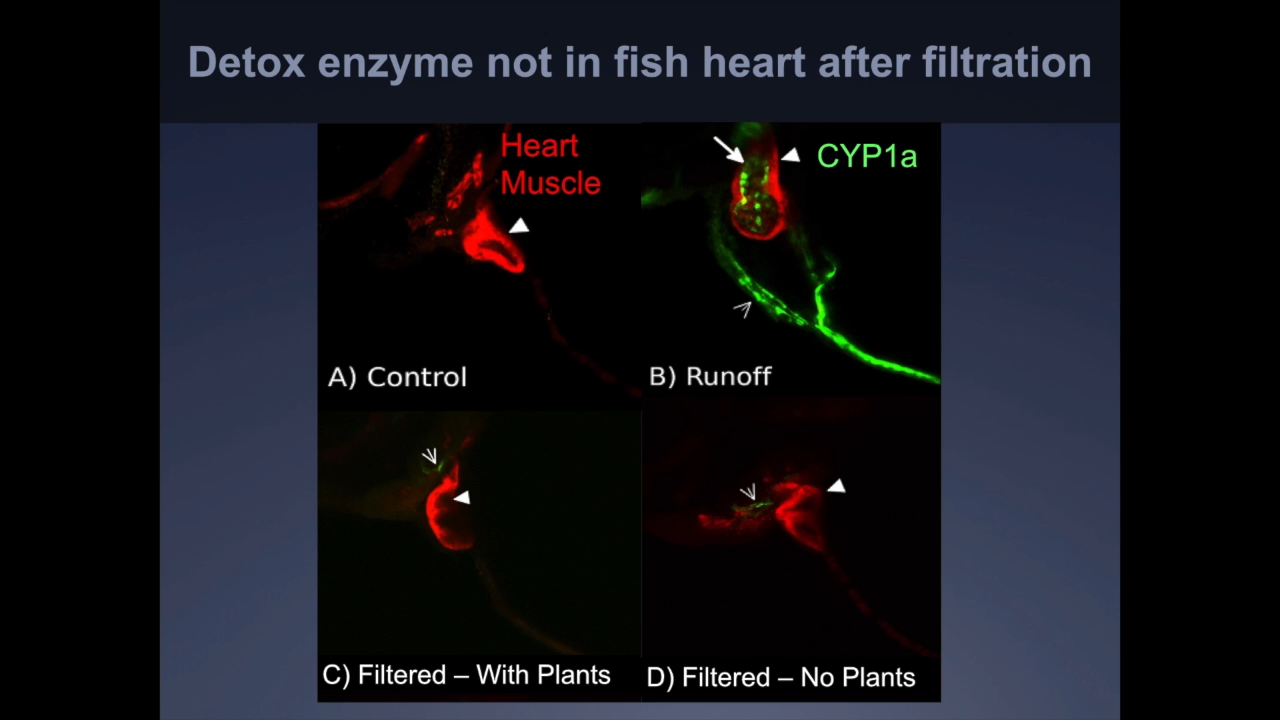 Detox enzyme not in fish heart after filtration
Heart
Muscle
CYP1a
A) Control
B) Runoff
C) Filtered – With Plants
D) Filtered – No Plants